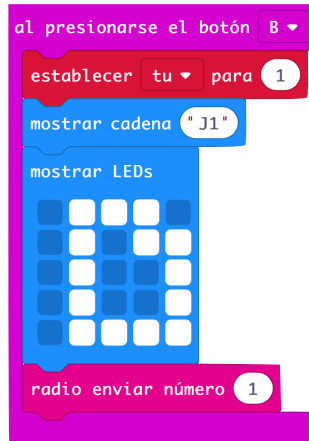 al presionarse el botón B
establecer tu para 1
mostrar cadena "J1"
mostrar LEDs
radio enviar número 1